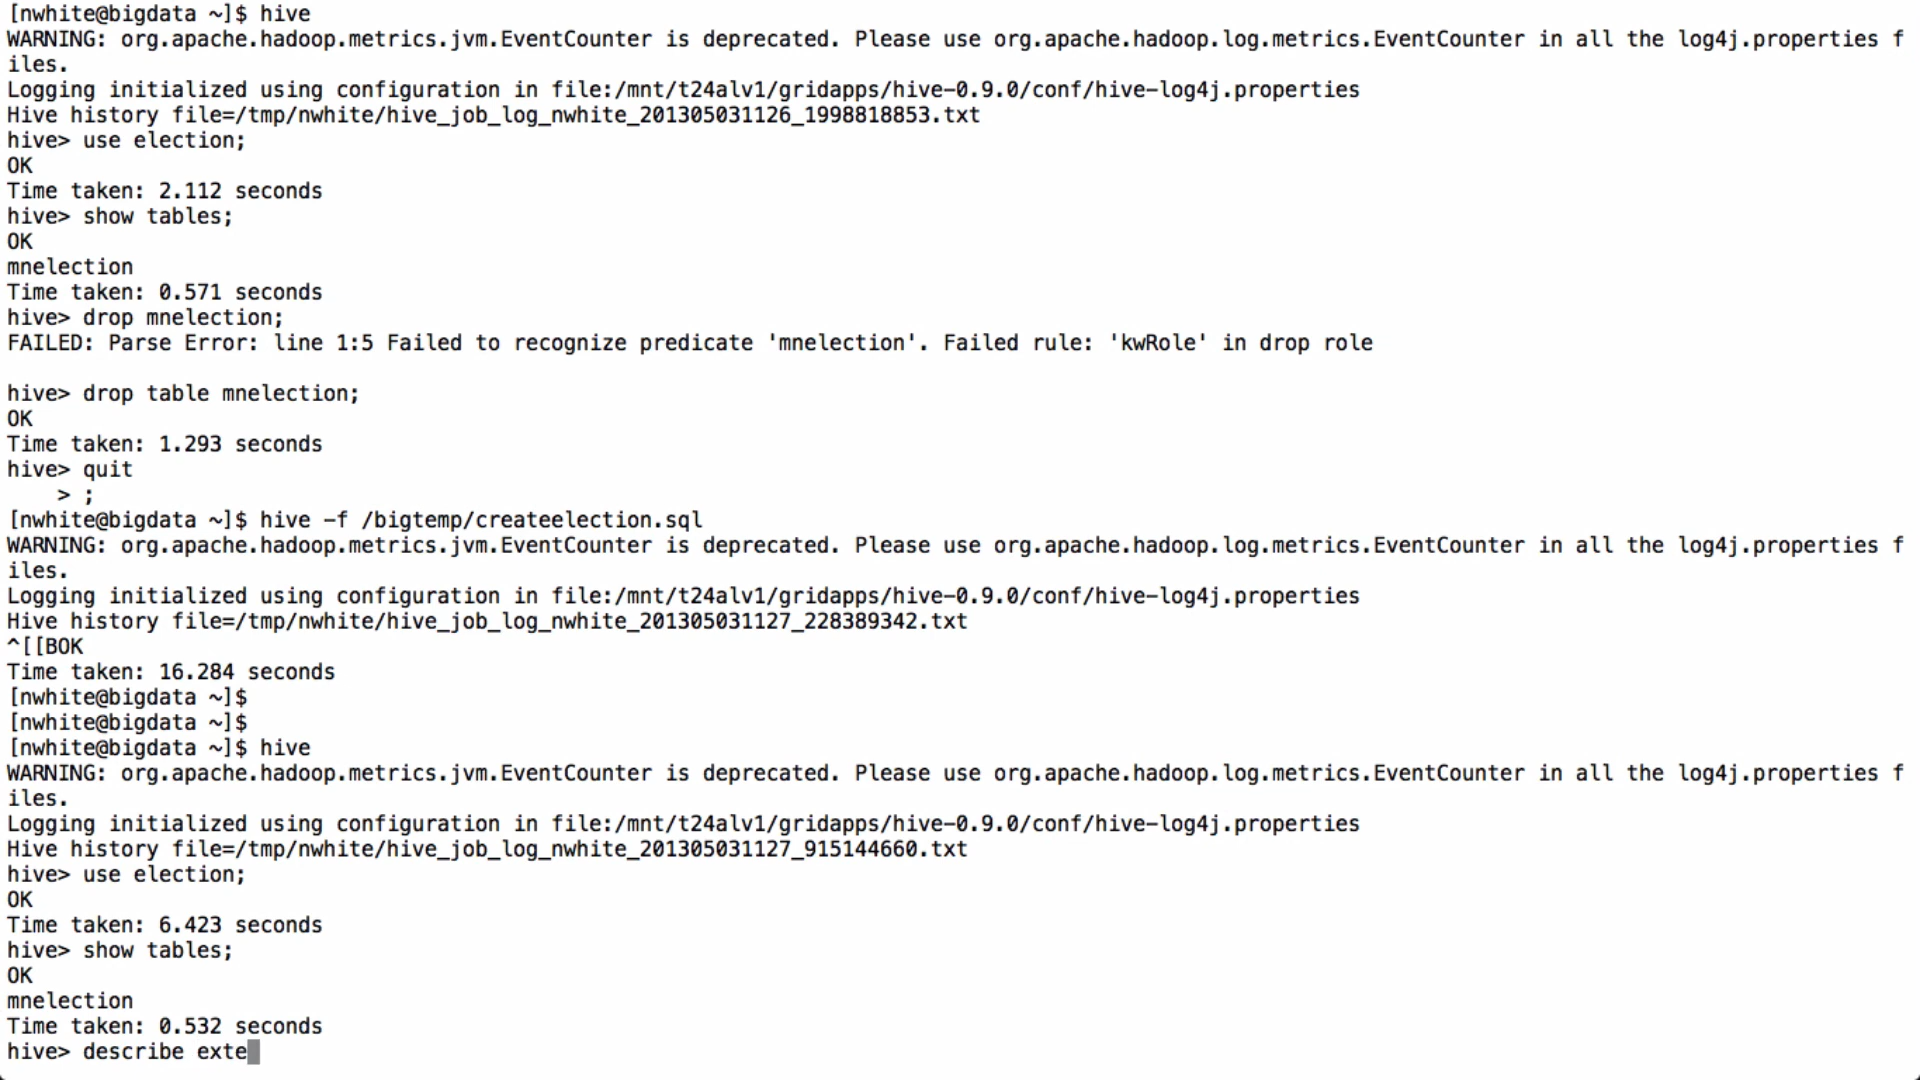 [nwhite@bigdata ~]$ hive
WARNING: org.apache.hadoop.metrics.jvm.EventCounter is deprecated. Please use org.apache.hadoop.log.metrics.EventCounter in all the log4j.properties f
iles.
Logging initialized using configuration in file:/mnt/t24alv1/gridapps/hive-0.9.0/conf/hive-log4j.properties
Hive history file=/tmp/nwhite/hive_job_log_nwhite_201305031126_1998818853.txt
hive> use election;
OK
Time taken: 2.112 seconds
hive> show tables;
OK
mnelection
Time taken: 0.571 seconds
hive> drop mnelection;
FAILED: Parse Error: line 1:5 Failed to recognize predicate 'mnelection'. Failed rule: 'kwRole' in drop role
hive> drop table mnelection;
OK
Time taken: 1.293 seconds
hive> quit
    > ;
[nwhite@bigdata ~]$ hive -f /bigtemp/createelection.sql
WARNING: org.apache.hadoop.metrics.jvm.EventCounter is deprecated. Please use org.apache.hadoop.log.metrics.EventCounter in all the log4j.properties f
iles.
Logging initialized using configuration in file:/mnt/t24alv1/gridapps/hive-0.9.0/conf/hive-log4j.properties
Hive history file=/tmp/nwhite/hive_job_log_nwhite_201305031127_228389342.txt
^[[BOK
Time taken: 16.284 seconds
[nwhite@bigdata ~]$
[nwhite@bigdata ~]$
[nwhite@bigdata ~]$ hive
WARNING: org.apache.hadoop.metrics.jvm.EventCounter is deprecated. Please use org.apache.hadoop.log.metrics.EventCounter in all the log4j.properties f
iles.
Logging initialized using configuration in file:/mnt/t24alv1/gridapps/hive-0.9.0/conf/hive-log4j.properties
Hive history file=/tmp/nwhite/hive_job_log_nwhite_201305031127_915144660.txt
hive> use election;
OK
Time taken: 6.423 seconds
hive> show tables;
OK
mnelection
Time taken: 0.532 seconds
hive> describe exte